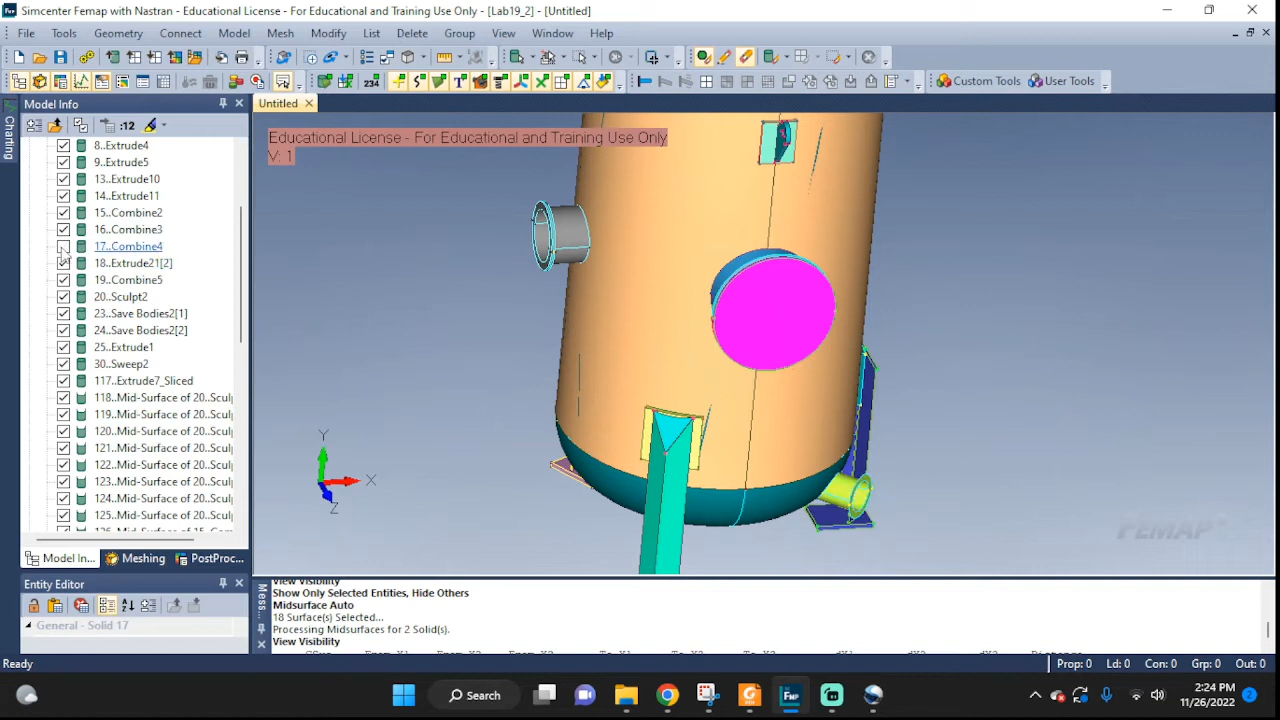 Simcenter Femap with Nastran - Educational License - For Educational and Training Use Only - [Lab19_2] - [Untitled]
File Tools Geometry Connect Model Mesh Modify List Delete Group View Window Help
234 Custom Tools User Tools
Charting
Model Info
:12
Untitled
8..Extrude4
9..Extrude5
13..Extrude10
14..Extrude11
15..Combine2
16..Combine3
17..Combine4
18..Extrude21[2]
19..Combine5
20..Sculpt2
23..Save Bodies2[1]
24..Save Bodies2[2]
25..Extrude1
30..Sweep2
117..Extrude7_Sliced
118..Mid-Surface of 20..Scul
119..Mid-Surface of 20..Scul
120..Mid-Surface of 20..Scul
121..Mid-Surface of 20..Scul
122..Mid-Surface of 20..Scul
123..Mid-Surface of 20..Scul
124..Mid-Surface of 20..Scul
125..Mid-Surface of 20..Scul
Educational License - For Educational and Training Use Only
V: 1
Y
X
Z
FEMAP
Model In... Meshing PostProc...
Entity Editor
General - Solid 17
Mess...
View Visibility
Show Only Selected Entities, Hide Others
Midsurface Auto
18 Surface(s) Selected...
Processing Midsurfaces for 2 Solid(s).
View Visibility
Ready
Prop: 0 Ld: 0 Con: 0 Grp: 0 Out: 0
Search
FMP
2:24 PM
11/26/2022
2